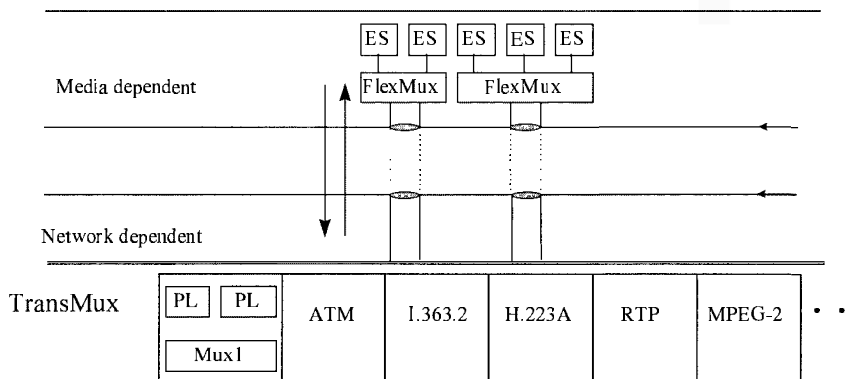 ES ES ES ES ES
FlexMux FlexMux
Media dependent
Network dependent
TransMux
PL PL
Mux1
ATM
I.363.2
H.223A
RTP
MPEG-2